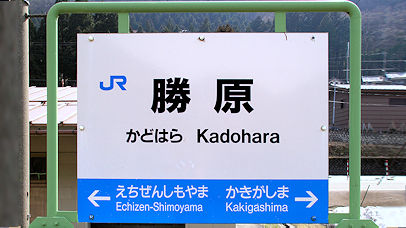 JR
勝原
かどはら Kadohara
えちぜんしもやま かきがしま
Echizen-Shimoyama Kakigashima